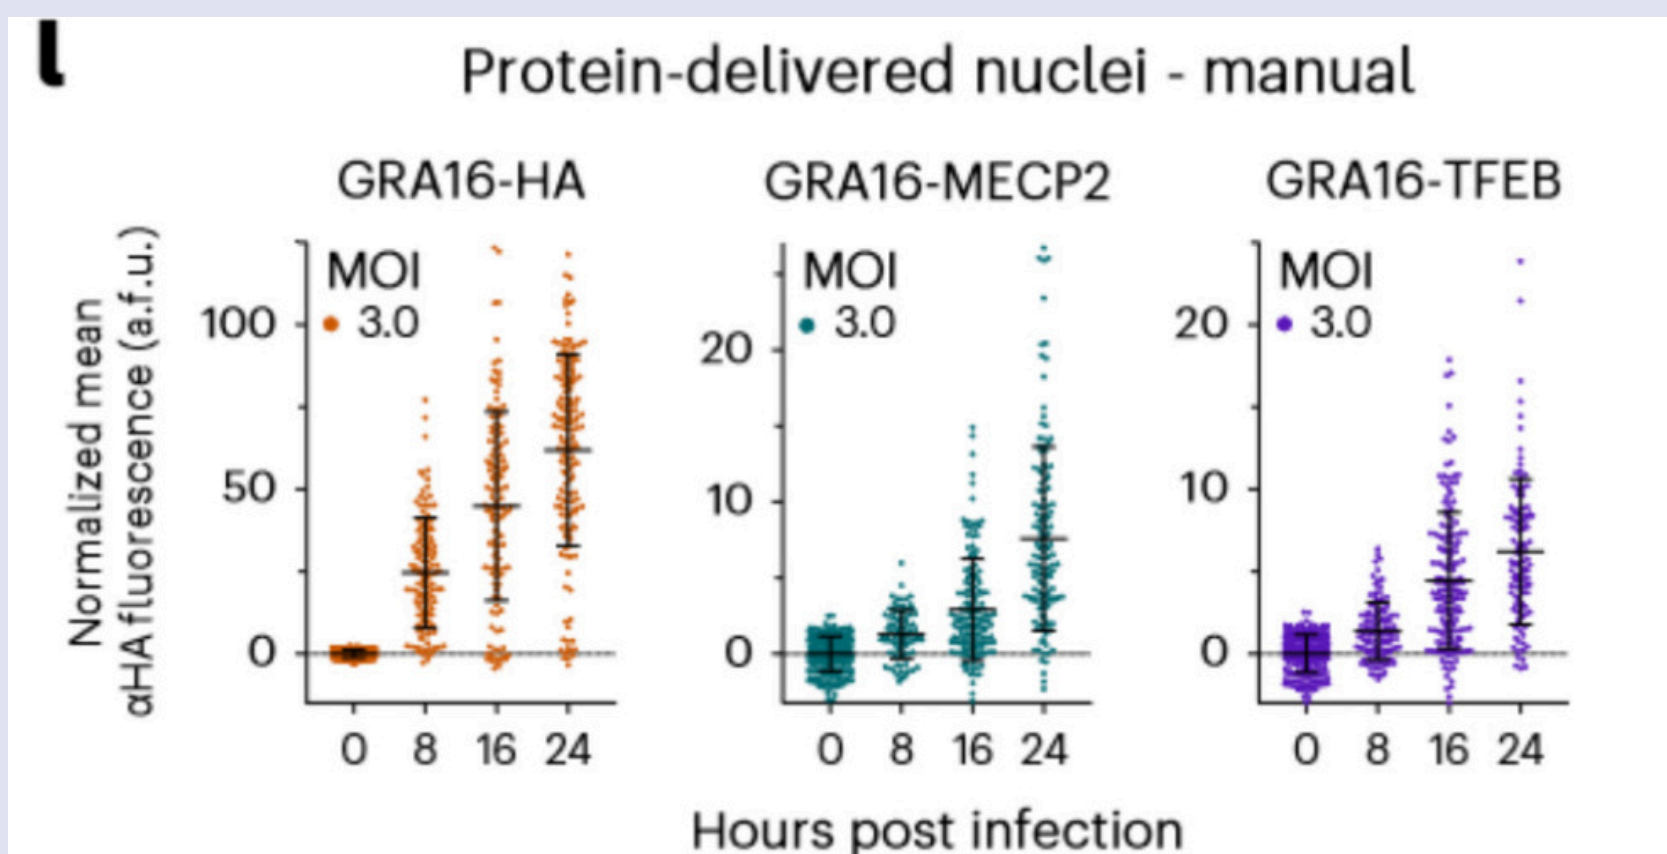 l
Protein-delivered nuclei - manual
GRA16-HA
GRA16-MECP2
GRA16-TFEB
Normalized mean
αHA fluorescence (a.f.u.)
MOI
3.0
100
50
0
0 8 16 24
MOI
3.0
20
10
0
0 8 16 24
MOI
3.0
20
10
0
0 8 16 24
Hours post infection